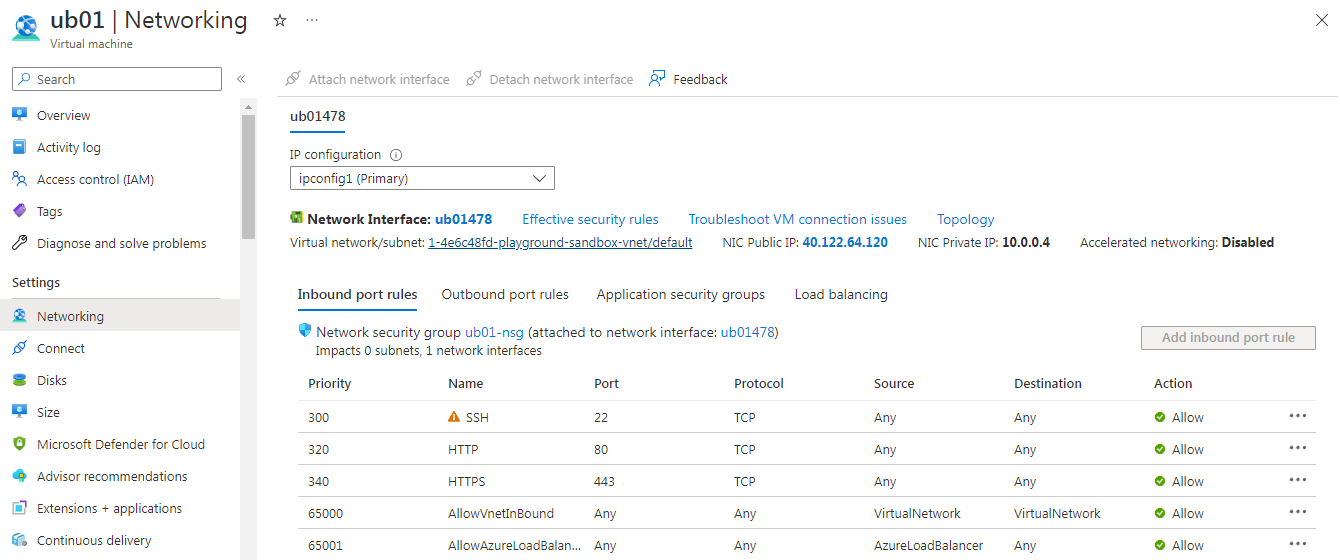 ub01 | Networking
Virtual machine
Search
Overview
Activity log
Access control (IAM)
Tags
Diagnose and solve problems
Settings
Networking
Connect
Disks
Size
Microsoft Defender for Cloud
Advisor recommendations
Extensions + applications
Continuous delivery
Attach network interface Detach network interface Feedback
ub01478
IP configuration
ipconfig1 (Primary)
Network Interface: ub01478 Effective security rules Troubleshoot VM connection issues Topology
Virtual network/subnet: 1-4e6c48fd-playground-sandbox-vnet/default NIC Public IP: 40.122.64.120 NIC Private IP: 10.0.0.4 Accelerated networking: Disabled
Inbound port rules Outbound port rules Application security groups Load balancing
Network security group ub01-nsg (attached to network interface: ub01478)
Impacts 0 subnets, 1 network interfaces
Add inbound port rule
Priority Name Port Protocol Source Destination Action
300 SSH 22 TCP Any Any Allow
320 HTTP 80 TCP Any Any Allow
340 HTTPS 443 TCP Any Any Allow
65000 AllowVnetInBound Any Any VirtualNetwork VirtualNetwork Allow
65001 AllowAzureLoadBalan... Any Any AzureLoadBalancer Any Allow